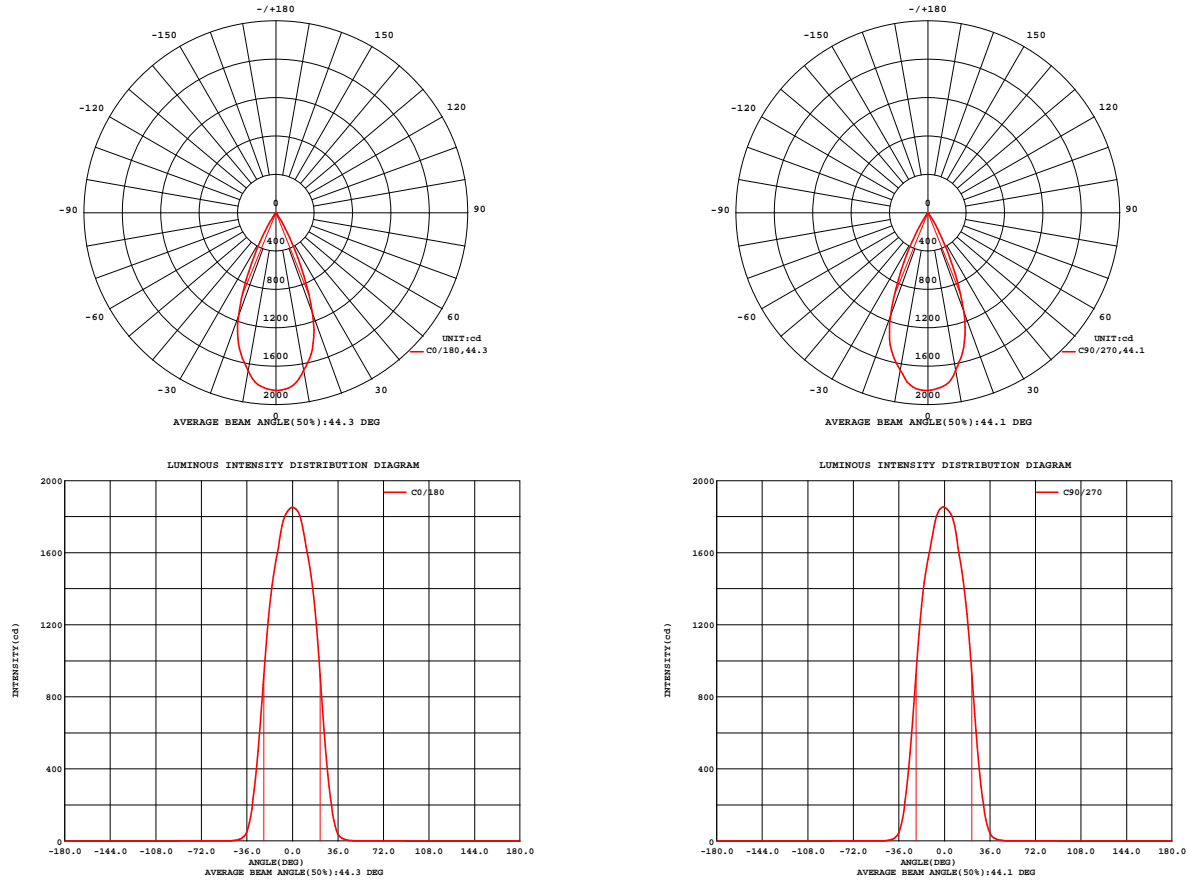 -/+180
-150
150
-120
120
-90
90
-60
60
-30
30
0
0
400
800
1200
1600
2000
UNIT:cd
C0/180,44.3
AVERAGE BEAM ANGLE(50%):44.3 DEG
-/+180
-150
150
-120
120
-90
90
-60
60
-30
30
0
0
400
800
1200
1600
2000
UNIT:cd
C90/270,44.1
AVERAGE BEAM ANGLE(50%):44.1 DEG
LUMINOUS INTENSITY DISTRIBUTION DIAGRAM
C0/180
2000
1600
1200
800
400
0
INTENSITY(cd)
-180.0 -144.0 -108.0 -72.0 -36.0 0.0 36.0 72.0 108.0 144.0 180.0
ANGLE(DEG)
AVERAGE BEAM ANGLE(50%):44.3 DEG
LUMINOUS INTENSITY DISTRIBUTION DIAGRAM
C90/270
2000
1600
1200
800
400
0
INTENSITY(cd)
-180.0 -144.0 -108.0 -72.0 -36.0 0.0 36.0 72.0 108.0 144.0 180.0
ANGLE(DEG)
AVERAGE BEAM ANGLE(50%):44.1 DEG